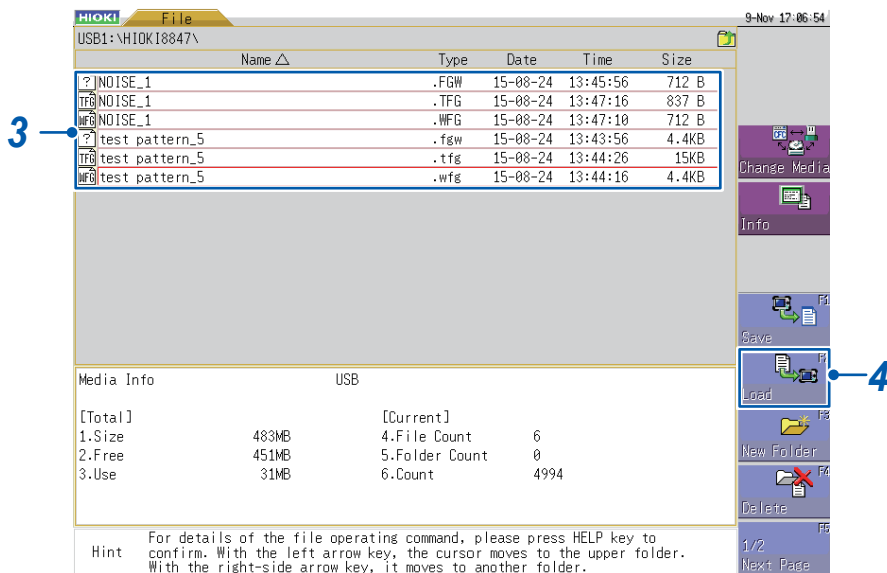 HIOKI File 9-Nov 17:06:54
USB1:\HIOKI8847\
Name △ Type Date Time Size
? NOISE_1 .FGW 15-08-24 13:45:56 712 B
TFG NOISE_1 .TFG 15-08-24 13:47:16 837 B
WFG NOISE_1 .WFG 15-08-24 13:47:10 712 B
? test pattern_5 .fgw 15-08-24 13:43:56 4.4KB
TFG test pattern_5 .tfg 15-08-24 13:44:26 15KB
WFG test pattern_5 .wfg 15-08-24 13:44:16 4.4KB
3
CFC
Change Media
Info
F1
Save
F2
Load
4
F3
New Folder
F4
Delete
F5
1/2
Next Page
Media Info USB
[Total] [Current]
1.Size 483MB 4.File Count 6
2.Free 451MB 5.Folder Count 0
3.Use 31MB 6.Count 4994
Hint For details of the file operating command, please press HELP key to
confirm. With the left arrow key, the cursor moves to the upper folder.
With the right-side arrow key, it moves to another folder.